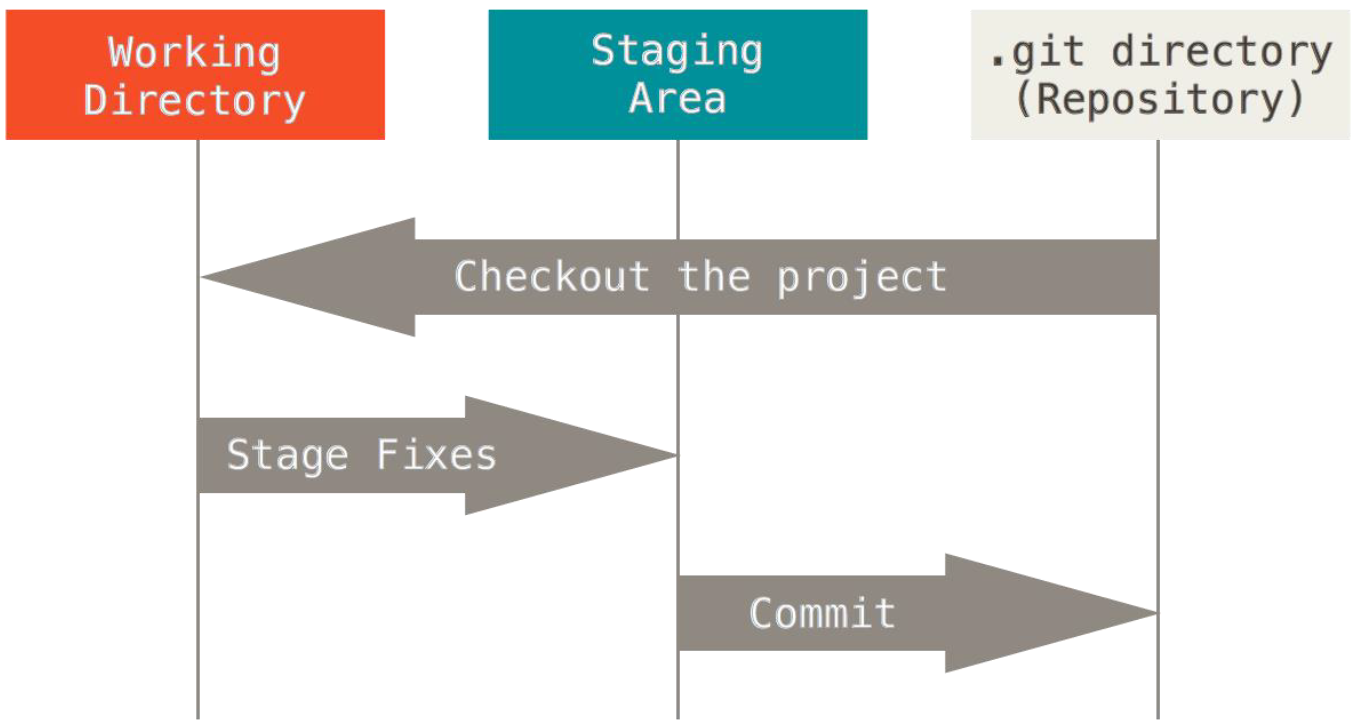 Working
Directory
Staging
Area
.git directory
(Repository)
Checkout the project
Stage Fixes
Commit